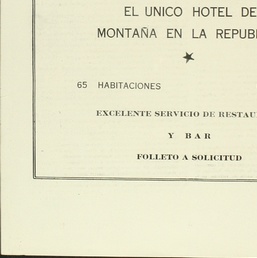 EL UNICO HOTEL DE
MONTAÑA EN LA REPUB
65 HABITACIONES
EXCELENTE SERVICIO DE RESTAU
Y BAR
FOLLETO A SOLICITUD